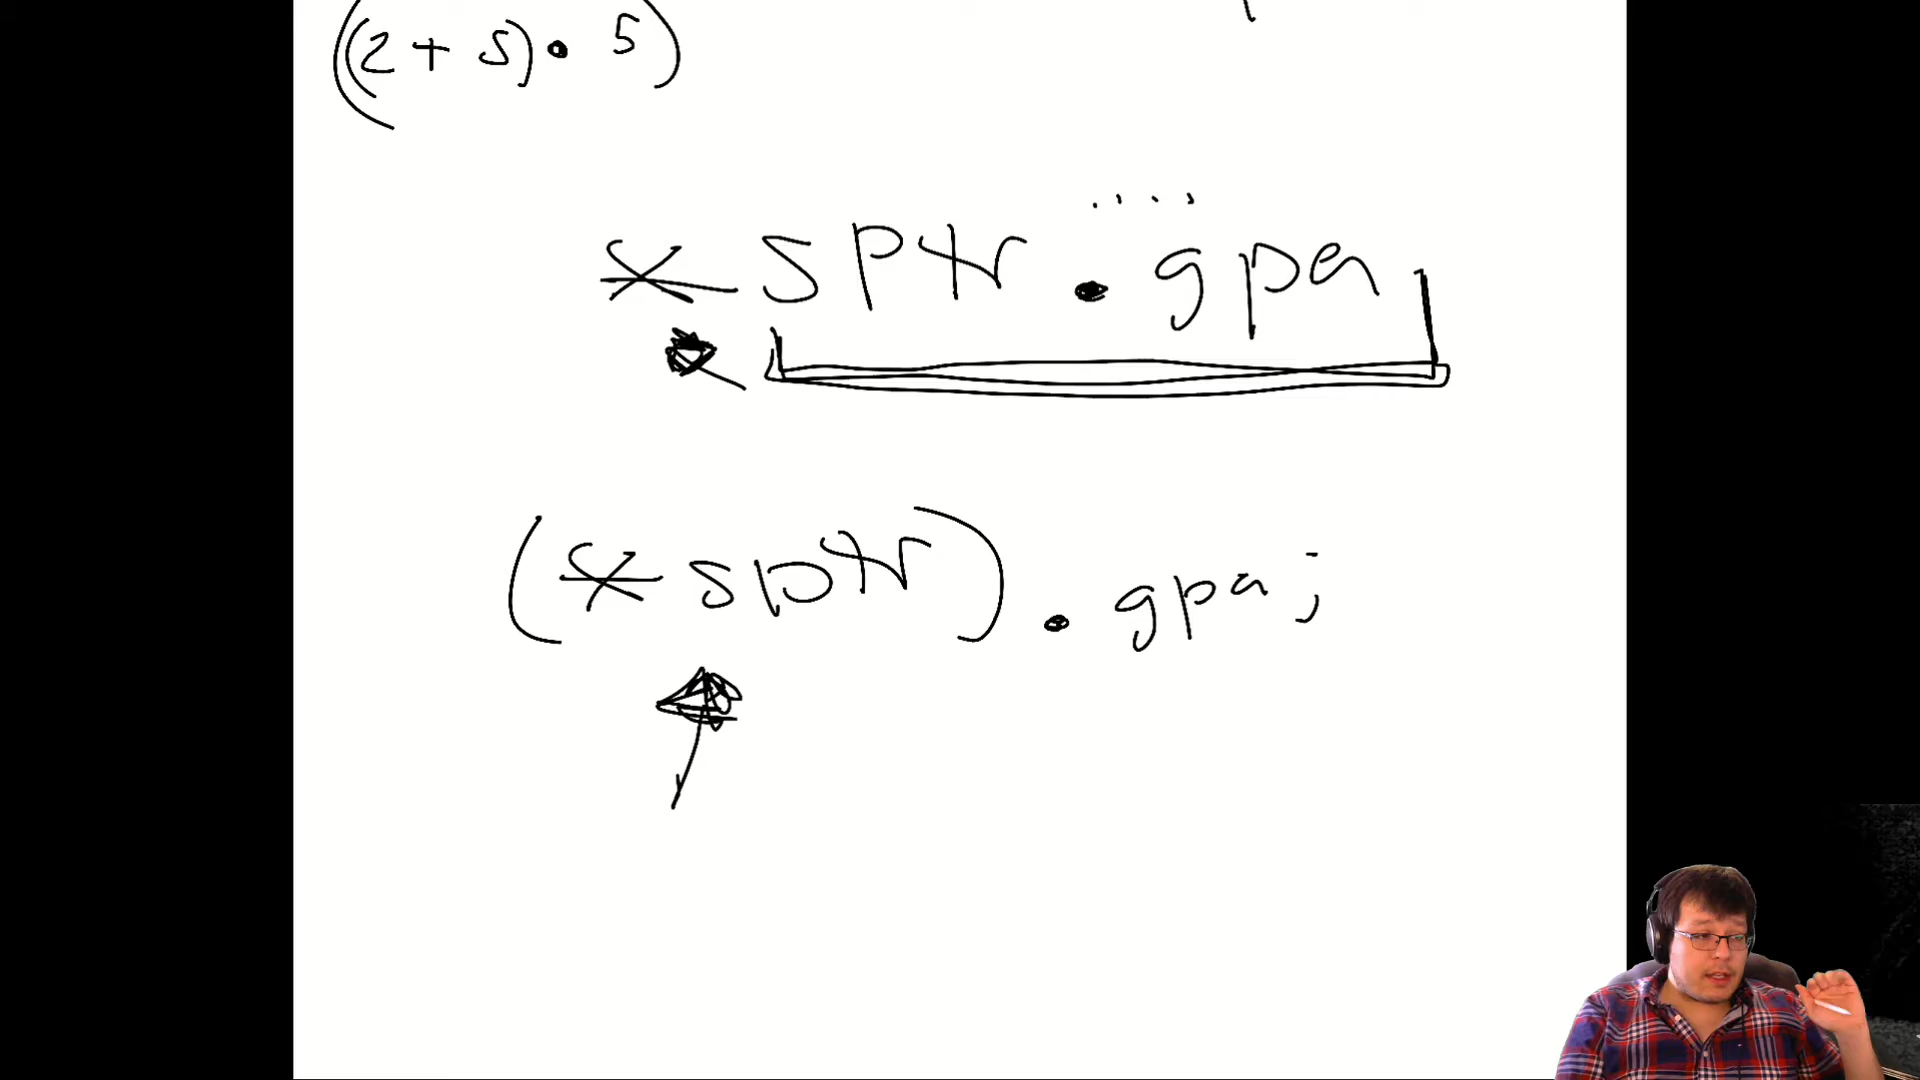 ((2 + 5) • 5)
* sptr . gpa
(* sptr) . gpa;